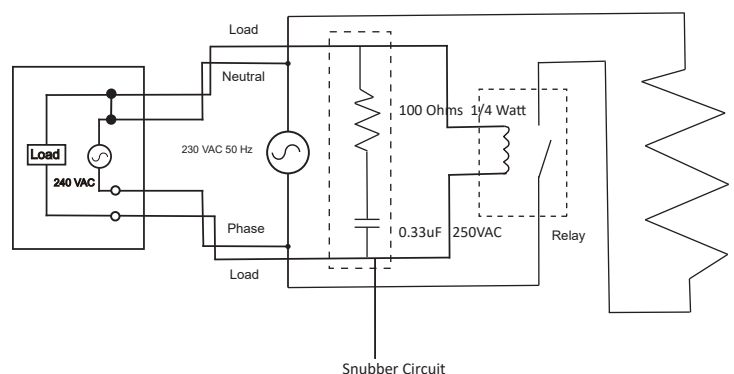 Load
Neutral
100 Ohms 1/4 Watt
Load
230 VAC 50 Hz
240 VAC
Phase
0.33uF 250VAC
Relay
Load
Snubber Circuit